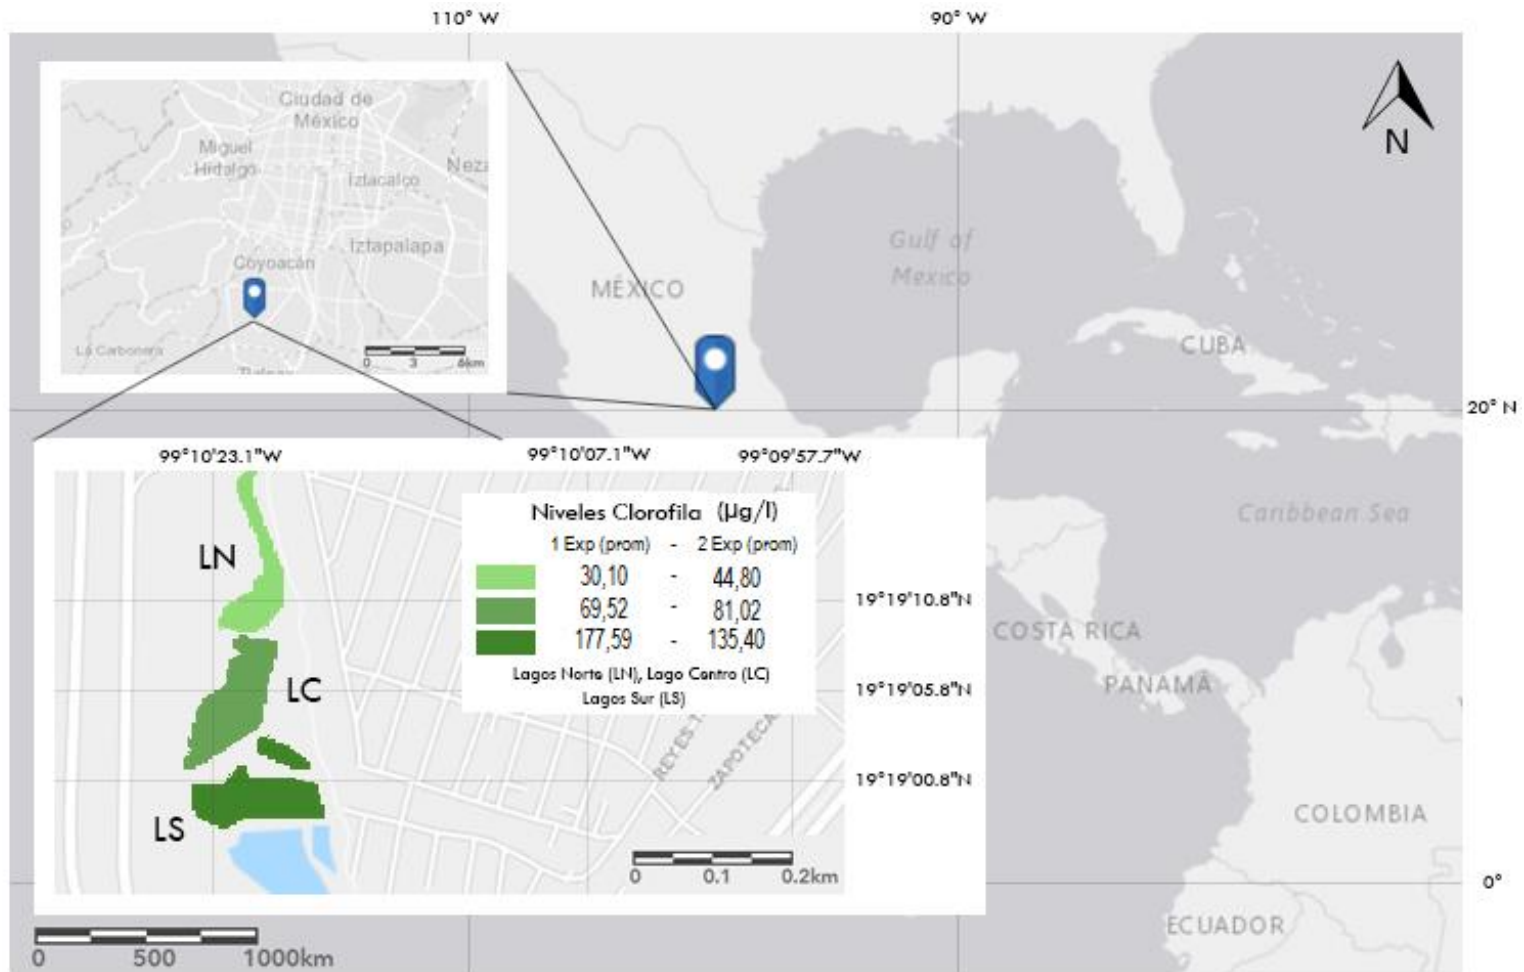 110° W
90° W
Ciudad de
México
Miguel
Hidalgo
Neza
Iztacalco
Iztapalapa
Coyoacán
La Carbonera
0 3 6km
N
Gulf of
Mexico
MÉXICO
CUBA
20° N
99°10'23.1"W
99°10'07.1"W
99°09'57.7"W
Niveles Clorofila (µg/l)
1 Exp (prom) - 2 Exp (prom)
30,10 - 44,80
69,52 - 81,02
177,59 - 135,40
Lagos Norte (LN), Lago Centro (LC)
Lagos Sur (LS)
LN
LC
LS
19°19'10.8"N
19°19'05.8"N
19°19'00.8"N
REYES
ZAPOTECA
0 0.1 0.2km
Caribbean Sea
COSTA RICA
PANAMÁ
COLOMBIA
0°
ECUADOR
0 500 1000km